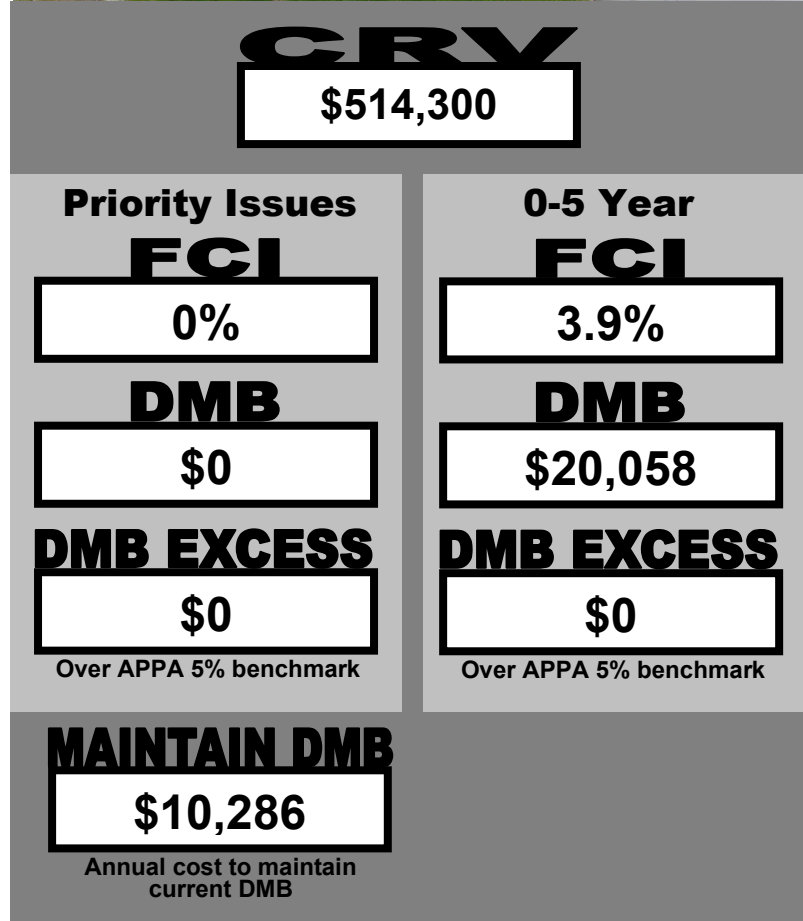 CRV
$514,300
Priority Issues
FCI
0%
DMB
$0
DMB EXCESS
$0
Over APPA 5% benchmark
0-5 Year
FCI
3.9%
DMB
$20,058
DMB EXCESS
$0
Over APPA 5% benchmark
MAINTAIN DMB
$10,286
Annual cost to maintain
current DMB